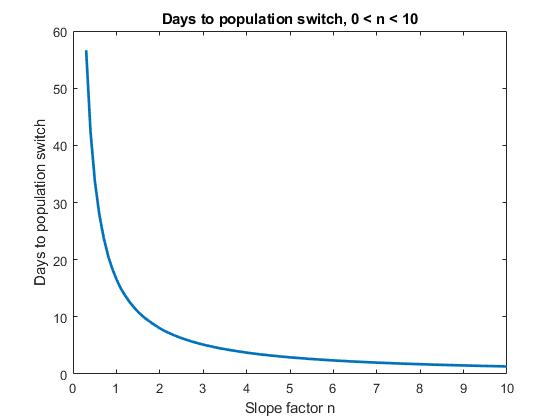 Days to population switch, 0 < n < 10
60
50
40
30
20
10
0
Days to population switch
0 1 2 3 4 5 6 7 8 9 10
Slope factor n